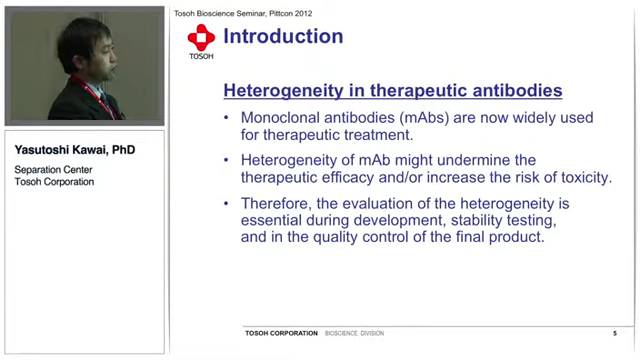 Tosoh Bioscience Seminar, Pittcon 2012
TOSOH
Introduction
Yasutoshi Kawai, PhD
Separation Center
Tosoh Corporation
Heterogeneity in therapeutic antibodies
• Monoclonal antibodies (mAbs) are now widely used
for therapeutic treatment.
• Heterogeneity of mAb might undermine the
therapeutic efficacy and/or increase the risk of toxicity.
• Therefore, the evaluation of the heterogeneity is
essential during development, stability testing,
and in the quality control of the final product.
TOSOH CORPORATION BIOSCIENCE DIVISION
5